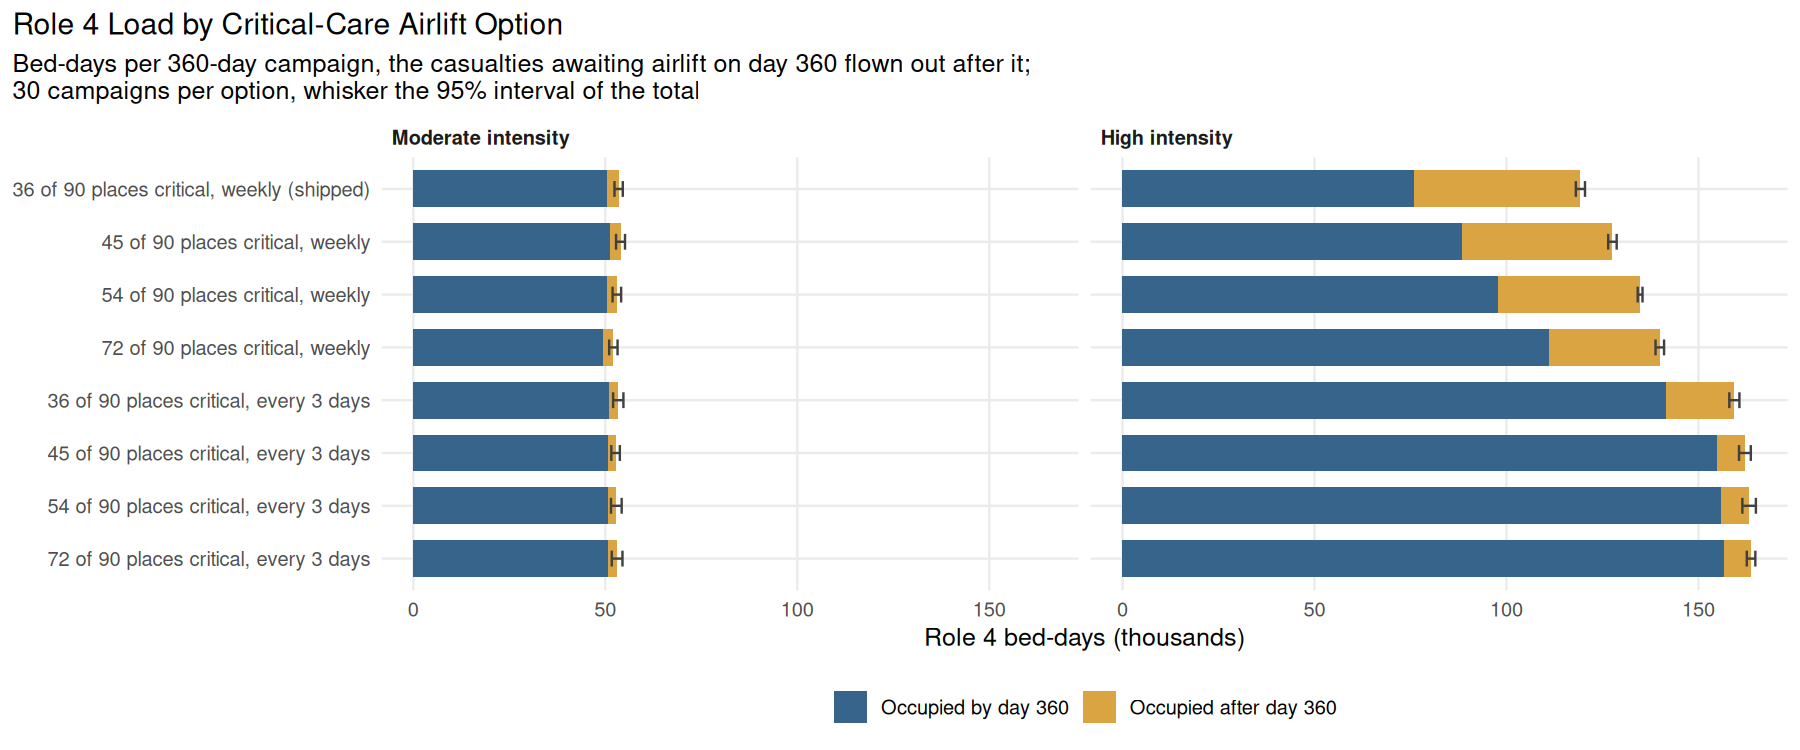 Role 4 Load by Critical-Care Airlift Option
Bed-days per 360-day campaign, the casualties awaiting airlift on day 360 flown out after it;
30 campaigns per option, whisker the 95% interval of the total
Moderate intensity
High intensity
36 of 90 places critical, weekly (shipped)
45 of 90 places critical, weekly
54 of 90 places critical, weekly
72 of 90 places critical, weekly
36 of 90 places critical, every 3 days
45 of 90 places critical, every 3 days
54 of 90 places critical, every 3 days
72 of 90 places critical, every 3 days
0 50 100 150
0 50 100 150
Role 4 bed-days (thousands)
Occupied by day 360
Occupied after day 360